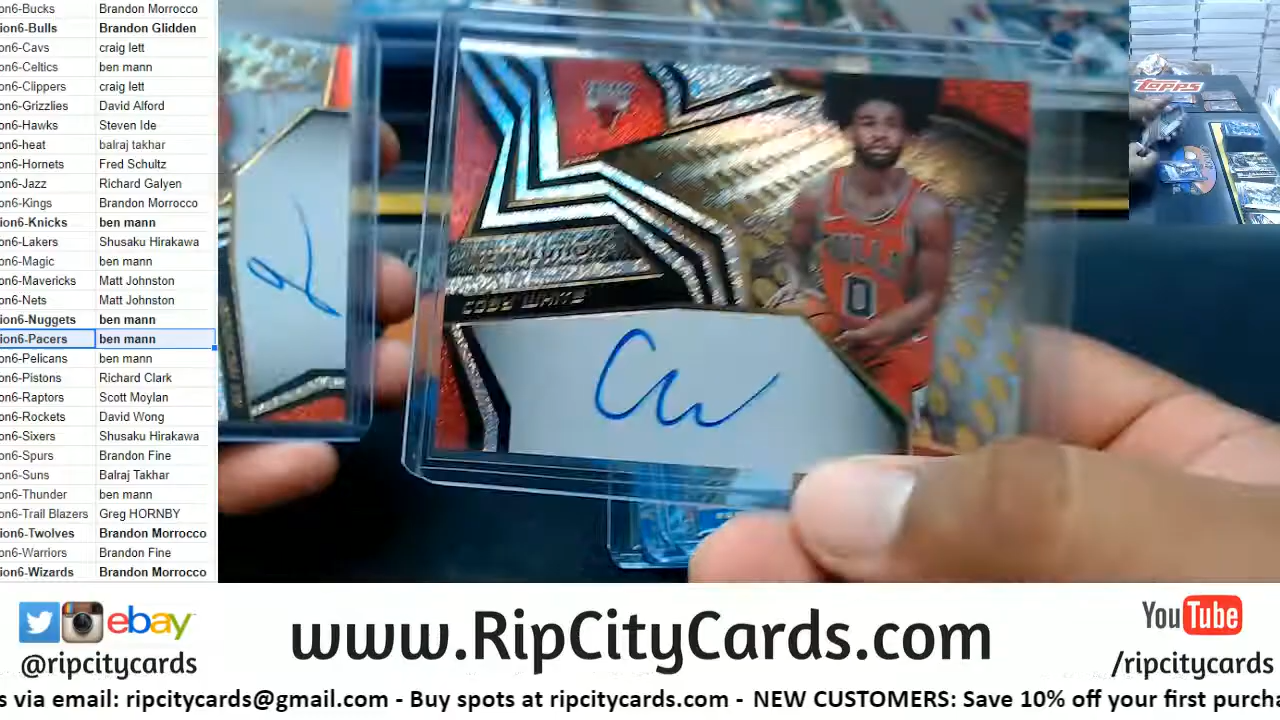 on6-Bucks Brandon Morrocco
ion6-Bulls Brandon Glidden
on6-Cavs craig lett
on6-Celtics ben mann
on6-Clippers craig lett
on6-Grizzlies David Alford
on6-Hawks Steven Ide
on6-heat balraj takhar
on6-Hornets Fred Schultz
on6-Jazz Richard Galyen
on6-Kings Brandon Morrocco
ion6-Knicks ben mann
on6-Lakers Shusaku Hirakawa
on6-Magic ben mann
on6-Mavericks Matt Johnston
on6-Nets Matt Johnston
ion6-Nuggets ben mann
ion6-Pacers ben mann
on6-Pelicans ben mann
on6-Pistons Richard Clark
on6-Raptors Scott Moylan
on6-Rockets David Wong
on6-Sixers Shusaku Hirakawa
on6-Spurs Brandon Fine
on6-Suns Balraj Takhar
on6-Thunder ben mann
on6-Trail Blazers Greg HORNBY
ion6-Twolves Brandon Morrocco
on6-Warriors Brandon Fine
ion6-Wizards Brandon Morrocco
COBY WHITE
BULLS
0
CW
topps
ebay
@ripcitycards
www.RipCityCards.com
YouTube
/ripcitycards
s via email: ripcitycards@gmail.com - Buy spots at ripcitycards.com - NEW CUSTOMERS: Save 10% off your first purcha